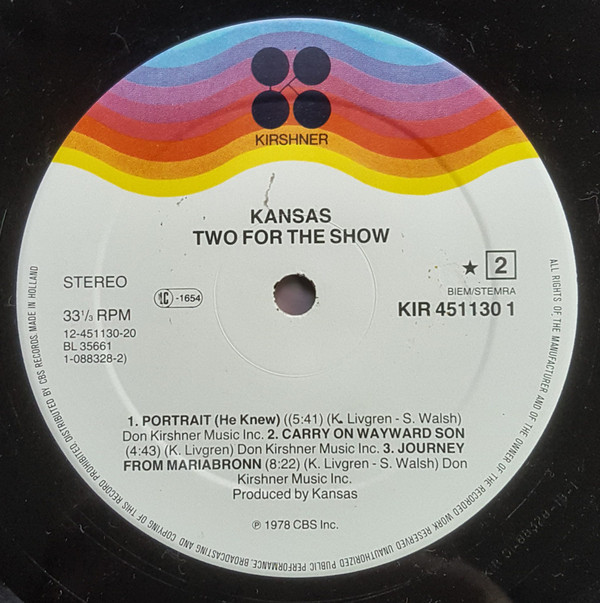 KIRSHNER
KANSAS
TWO FOR THE SHOW
STEREO
33 1/3 RPM
12-451130-20
BL 35661
1-088328-2)
LC -1654
★ 2
BIEM/STEMRA
KIR 451130 1
1. PORTRAIT (He Knew) ((5:41) (K. Livgren - S. Walsh)
Don Kirshner Music Inc. 2. CARRY ON WAYWARD SON
(4:43) (K. Livgren) Don Kirshner Music Inc. 3. JOURNEY
FROM MARIABRONN (8:22) (K. Livgren - S. Walsh) Don
Kirshner Music Inc.
Produced by Kansas
℗ 1978 CBS Inc.
ALL RIGHTS OF THE MANUFACTURER AND OF THE OWNER OF THE RECORDED WORK RESERVED UNAUTHORIZED PUBLIC PERFORMANCE, BROADCASTING AND COPYING OF THIS RECORD PROHIBITED DISTRIBUTED BY CBS RECORDS MADE IN HOLLAND